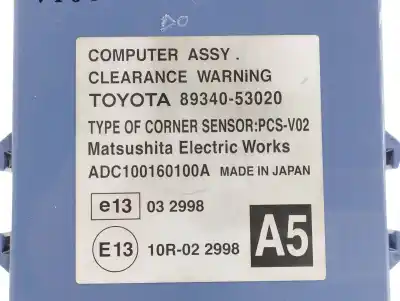 COMPUTER ASSY.
CLEARANCE WARNiNG
TOYOTA 89340-53020
TYPE OF CORNER SENSOR:PCS-V02
Matsushita Electric Works
ADC100160100A MADE IN JAPAN
e13 03 2998
E13 10R-02 2998
A5